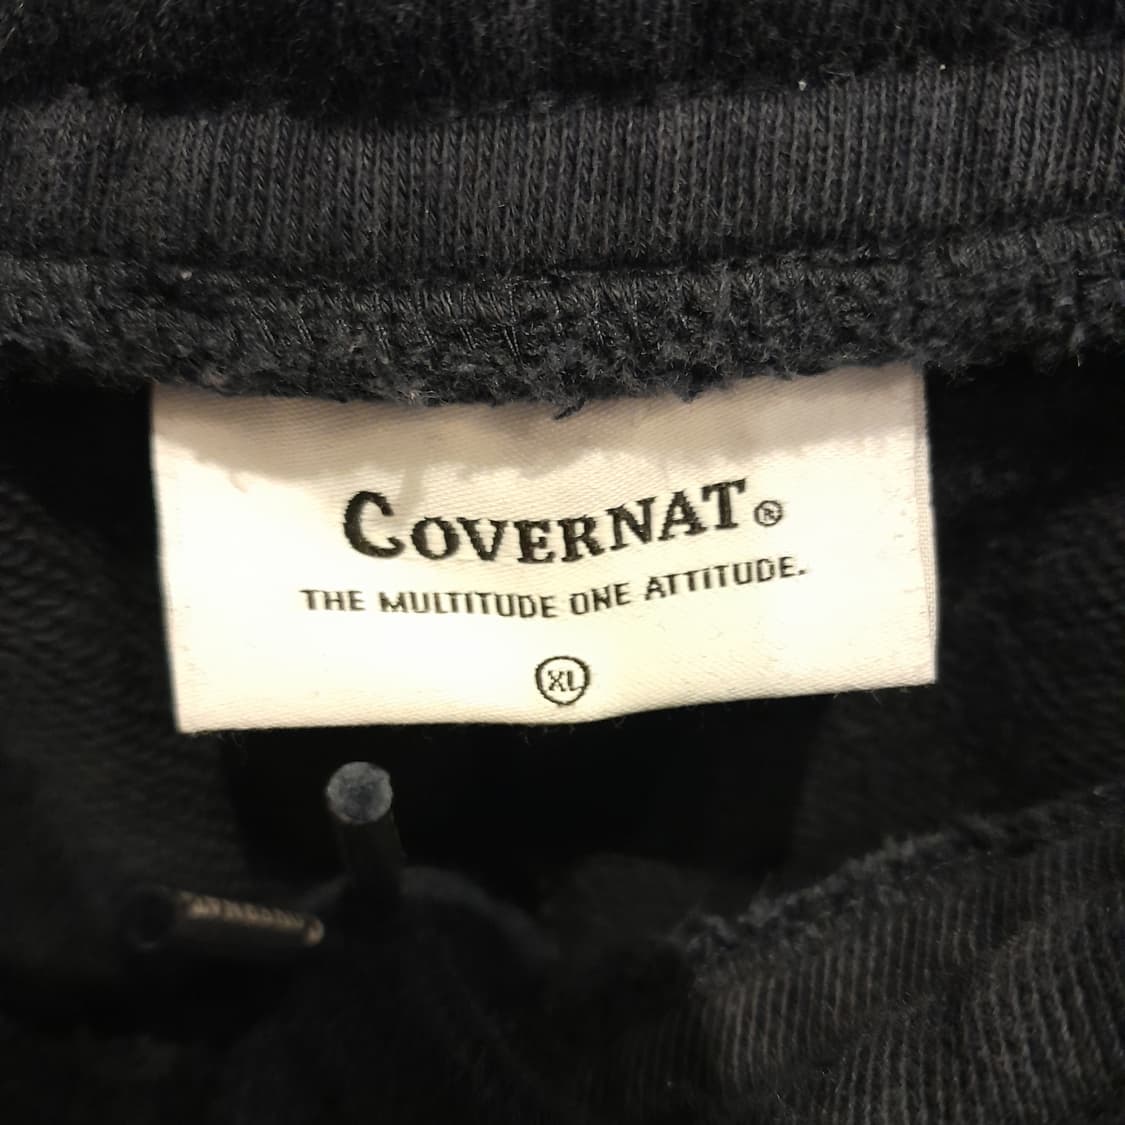 COVERNAT®
THE MULTITUDE ONE ATTITUDE.
XL